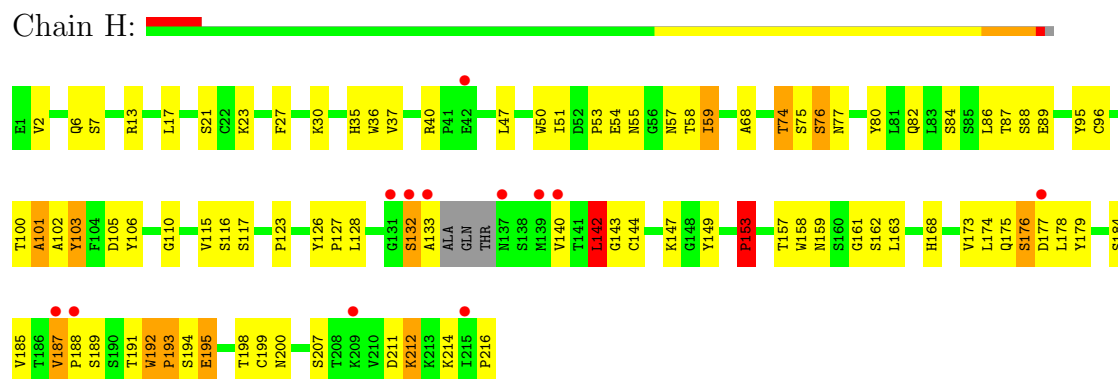 Chain H:
E1 V2 Q6 S7 R13 L17 S21 C22 K23 F27 K30 H35 W36 V37 R40 P41 E42 L47 W50 I51 D52 P53 E54 N55 G56 N57 T58 I59 A68 T74 S75 S76 N77 Y80 L81 Q82 L83 S84 S85 L86 T87 S88 E89 Y95 C96
T100 A101 A102 Y103 F104 D105 Y106 G110 V115 S116 S117 P123 Y126 P127 L128 G131 S132 A133 ALA GLN THR N137 S138 M139 V140 T141 L142 G143 C144 K147 G148 Y149 P153 T157 W158 N159 S160 G161 S162 L163 H168 V173 L174 Q175 S176 D177 L178 Y179 S184
V185 T186 V187 P188 S189 S190 T191 W192 P193 S194 E195 T198 C199 N200 S207 T208 K209 V210 D211 K212 K213 K214 I215 P216